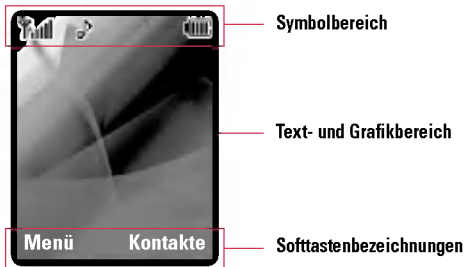 Symbolbereich
Text- und Grafikbereich
Menü Kontakte
Softtastenbezeichnungen